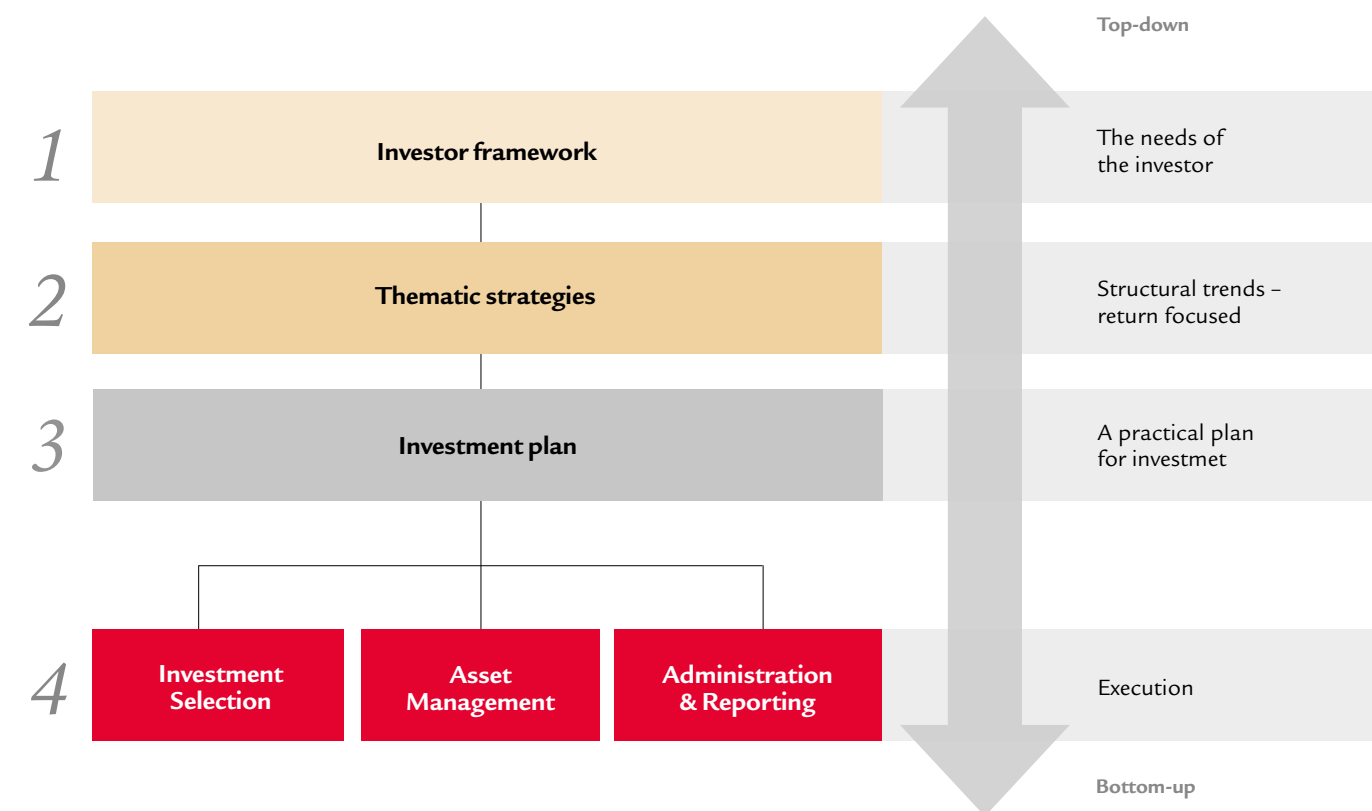 Top-down
1
Investor framework
The needs of
the investor
2
Thematic strategies
Structural trends –
return focused
3
Investment plan
A practical plan
for investmet
4
Investment
Selection
Asset
Management
Administration
& Reporting
Execution
Bottom-up